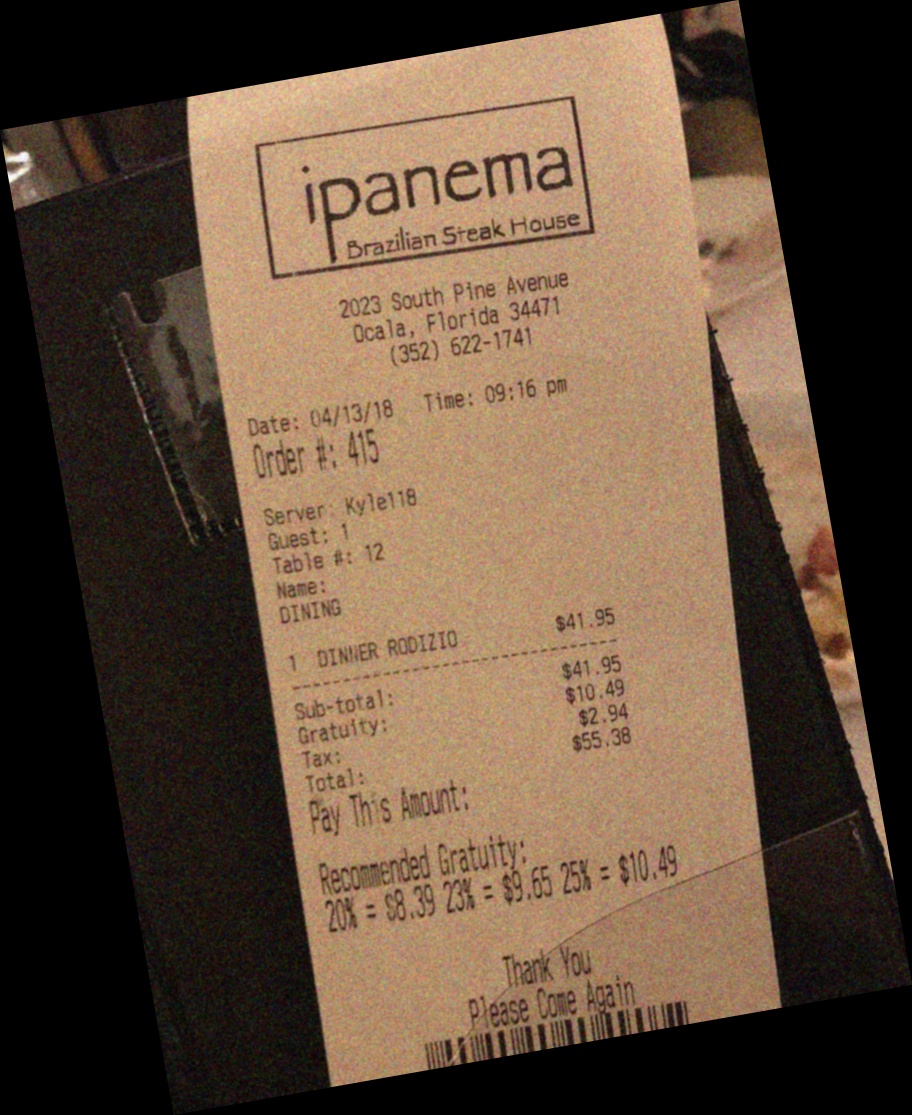 ipanema
Brazilian Steak House
2023 South Pine Avenue
Ocala, Florida 34471
(352) 622-1741
Date: 04/13/18 Time: 09:16 pm
Order #: 415
Server: Kyle118
Guest: 1
Table #: 12
Name:
DINING
1 DINNER RODIZIO $41.95
Sub-total: $41.95
Gratuity: $10.49
Tax: $2.94
Total: $55.38
Pay This Amount:
Recommended Gratuity:
20% = $8.39 23% = $9.65 25% = $10.49
Thank You
Please Come Again